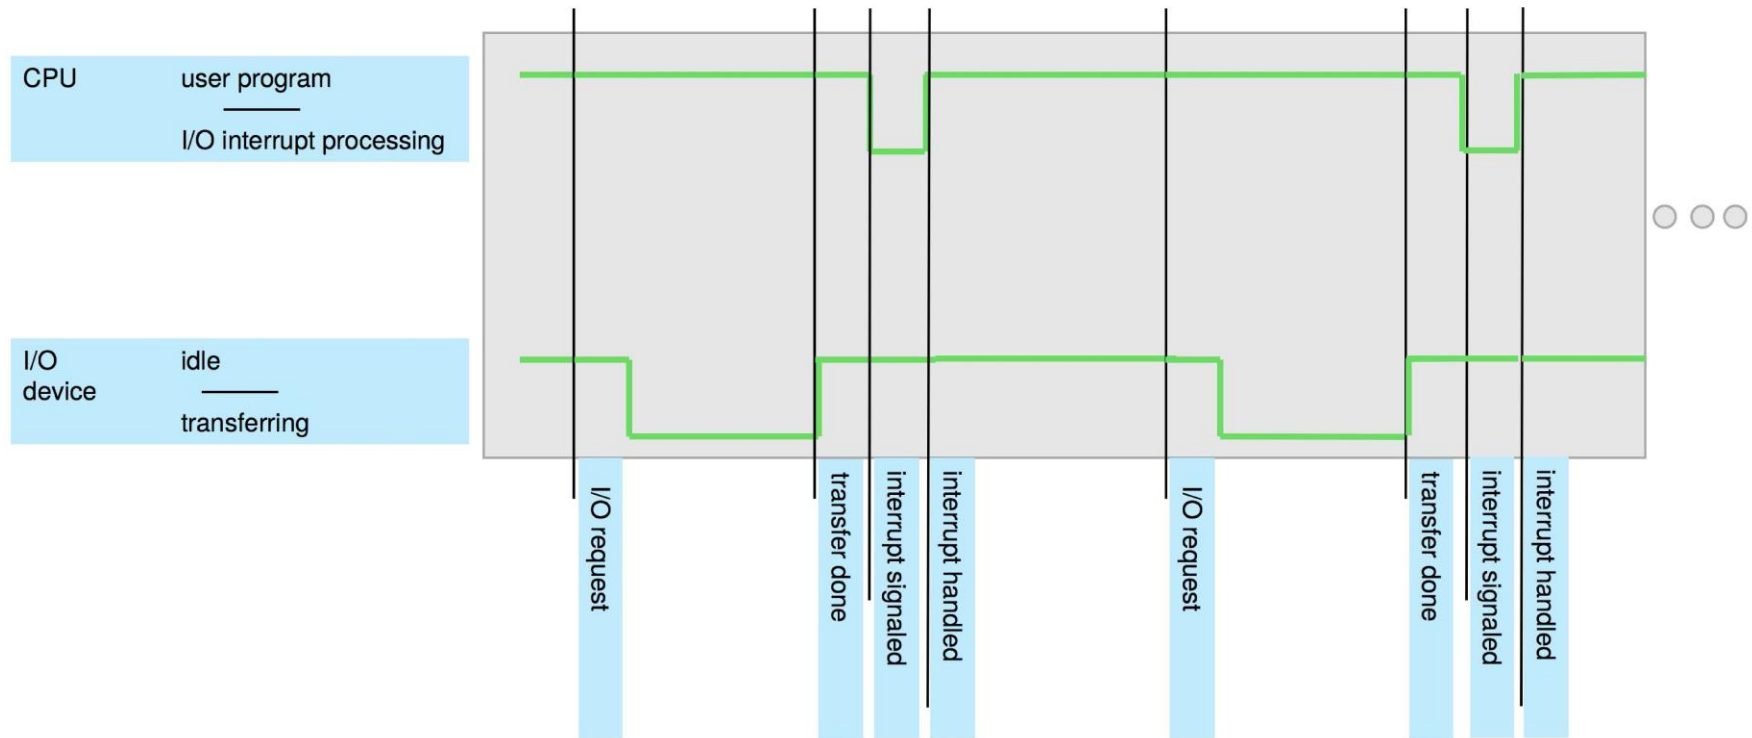 CPU
user program
I/O interrupt processing
I/O
device
idle
transferring
I/O request
transfer done
interrupt signaled
interrupt handled
I/O request
transfer done
interrupt signaled
interrupt handled